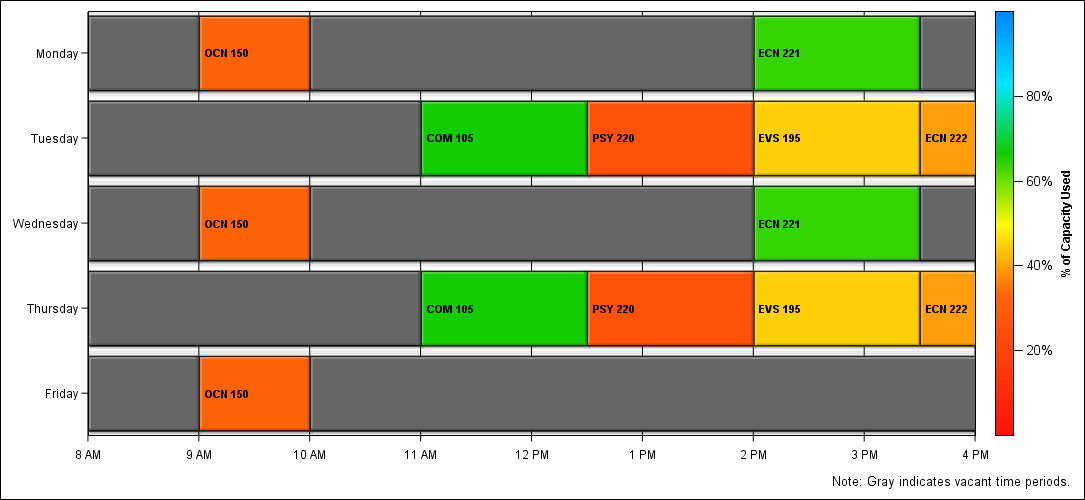 Monday OCN 150 ECN 221
Tuesday COM 105 PSY 220 EVS 195 ECN 222
Wednesday OCN 150 ECN 221
Thursday COM 105 PSY 220 EVS 195 ECN 222
Friday OCN 150
8 AM 9 AM 10 AM 11 AM 12 PM 1 PM 2 PM 3 PM 4 PM
80%
60%
40%
20%
% of Capacity Used
Note: Gray indicates vacant time periods.